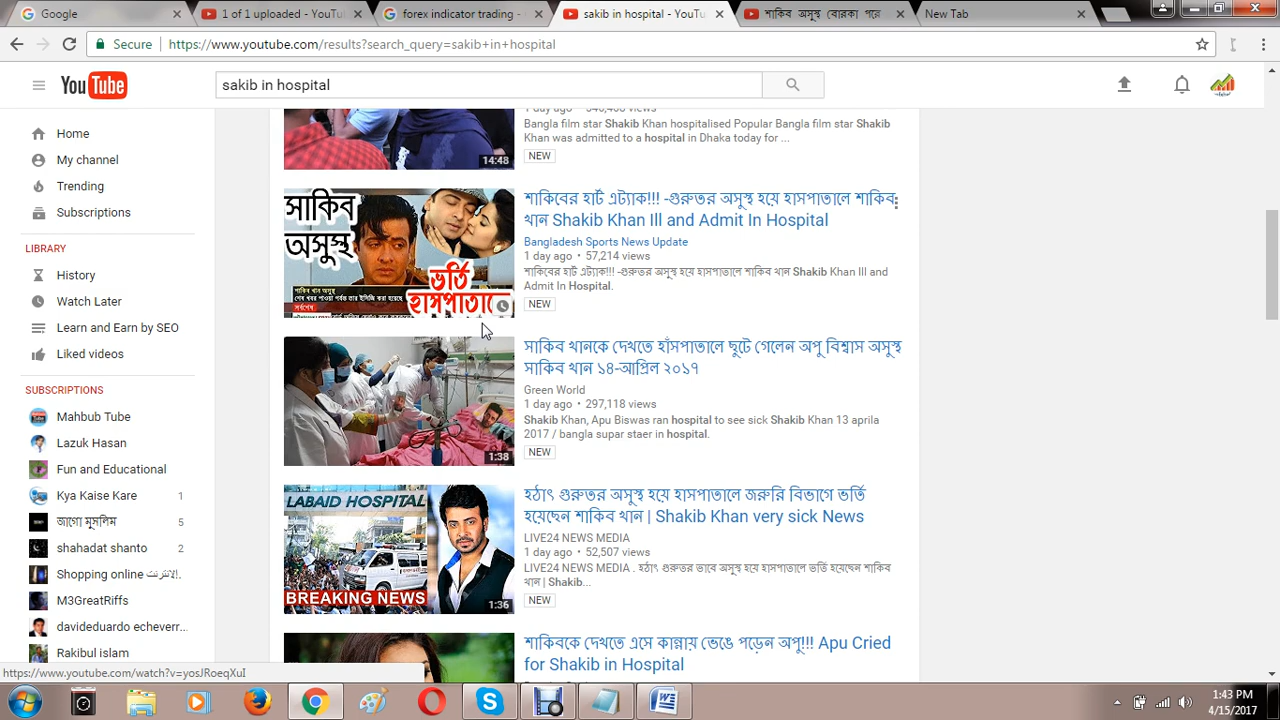 Google
1 of 1 uploaded - YouTu
forex indicator trading -
sakib in hospital - YouTu
শাকিব অসুস্থ বোরকা পরে
New Tab
Secure
https://www.youtube.com/results?search_query=sakib+in+hospital
YouTube
sakib in hospital
Home
My channel
Trending
Subscriptions
LIBRARY
History
Watch Later
Learn and Earn by SEO
Liked videos
SUBSCRIPTIONS
Mahbub Tube
Lazuk Hasan
Fun and Educational
Kya Kaise Kare 1
জাগো মুসলিম 5
shahadat shanto 2
Shopping online الانترنت.
M3GreatRiffs
davideduardo echeverr...
Rakibul islam
Bangla film star Shakib Khan hospitalised Popular Bangla film star Shakib
Khan was admitted to a hospital in Dhaka today for ...
NEW
14:48
সাকিব
অসুস্থ
ভর্তি
হাসপাতালে
শাকিব খান অসুস্থ
সর্বশেষ
শাকিবের হার্ট এট্যাক!!! -গুরুতর অসুস্থ হয়ে হাসপাতালে শাকিব
খান Shakib Khan Ill and Admit In Hospital
Bangladesh Sports News Update
1 day ago • 57,214 views
শাকিবের হার্ট এট্যাক!!! -গুরুতর অসুস্থ হয়ে হাসপাতালে শাকিব খান Shakib Khan Ill and
Admit In Hospital.
NEW
1:38
সাকিব খানকে দেখতে হাঁসপাতালে ছুটে গেলেন অপু বিশ্বাস অসুস্থ
সাকিব খান ১৪-আপ্রিল ২০১৭
Green World
1 day ago • 297,118 views
Shakib Khan, Apu Biswas ran hospital to see sick Shakib Khan 13 aprila
2017 / bangla supar staer in hospital.
NEW
LABAID HOSPITAL
BREAKING NEWS
1:36
হঠাৎ গুরুতর অসুস্থ হয়ে হাসপাতালে জরুরি বিভাগে ভর্তি
হয়েছেন শাকিব খান | Shakib Khan very sick News
LIVE24 NEWS MEDIA
1 day ago • 52,507 views
LIVE24 NEWS MEDIA . হঠাৎ গুরুতর ভাবে অসুস্থ হয়ে হাসপাতালে ভর্তি হয়েছেন শাকিব
খান | Shakib...
NEW
শাকিবকে দেখতে এসে কান্নায় ভেঙে পড়েন অপু!!! Apu Cried
for Shakib in Hospital
https://www.youtube.com/watch?v=yosJRoeqXuI
1:43 PM
4/15/2017